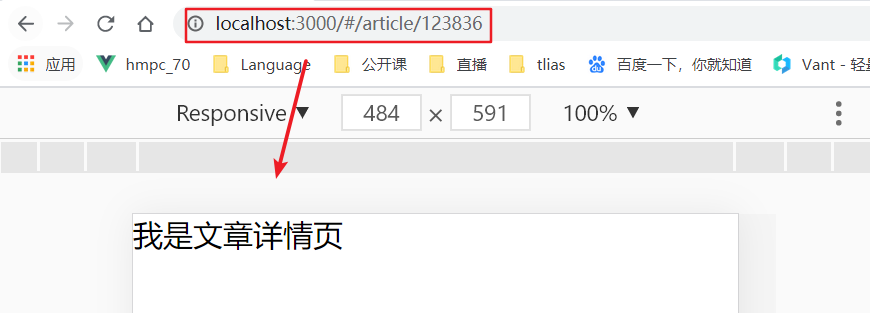 localhost:3000/#/article/123836
应用 hmpc_70 Language 公开课 直播 tlias 百度一下，你就知道 Vant - 轻量
Responsive ▼ 484 × 591 100% ▼
我是文章详情页